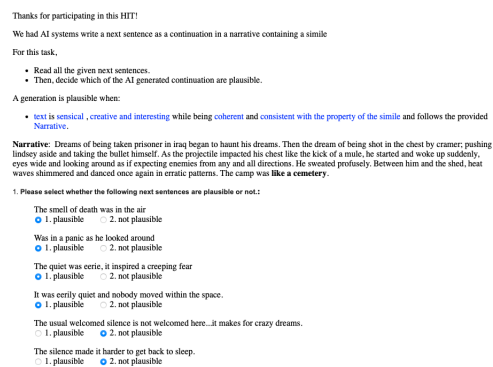 Thanks for participating in this HIT!
We had AI systems write a next sentence as a continuation in a narrative containing a simile
For this task,
• Read all the given next sentences.
• Then, decide which of the AI generated continuation are plausible.
A generation is plausible when:
• text is sensical , creative and interesting while being coherent and consistent with the property of the simile and follows the provided
Narrative.
Narrative: Dreams of being taken prisoner in iraq began to haunt his dreams. Then the dream of being shot in the chest by cramer; pushing
lindsey aside and taking the bullet himself. As the projectile impacted his chest like the kick of a mule, he started and woke up suddenly,
eyes wide and looking around as if expecting enemies from any and all directions. He sweated profusely. Between him and the shed, heat
waves shimmered and danced once again in erratic patterns. The camp was like a cemetery.
1. Please select whether the following next sentences are plausible or not.:
The smell of death was in the air
1. plausible 2. not plausible
Was in a panic as he looked around
1. plausible 2. not plausible
The quiet was eerie, it inspired a creeping fear
1. plausible 2. not plausible
It was eerily quiet and nobody moved within the space.
1. plausible 2. not plausible
The usual welcomed silence is not welcomed here...it makes for crazy dreams.
1. plausible 2. not plausible
The silence made it harder to get back to sleep.
1. plausible 2. not plausible